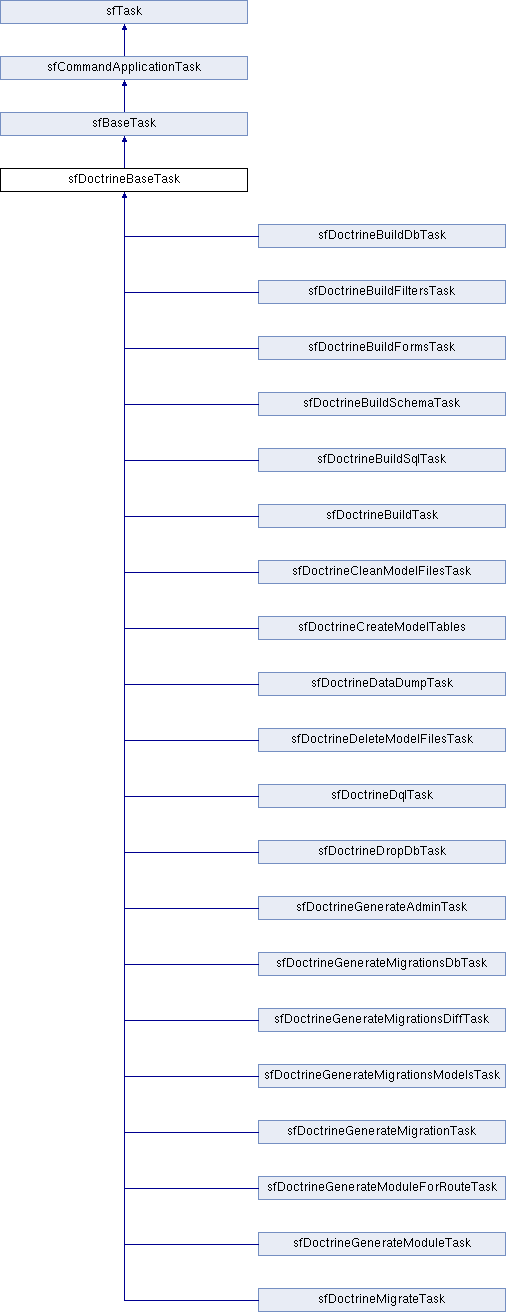 sfTask
sfCommandApplicationTask
sfBaseTask
sfDoctrineBaseTask
sfDoctrineBuildDbTask
sfDoctrineBuildFiltersTask
sfDoctrineBuildFormsTask
sfDoctrineBuildSchemaTask
sfDoctrineBuildSqlTask
sfDoctrineBuildTask
sfDoctrineCleanModelFilesTask
sfDoctrineCreateModelTables
sfDoctrineDataDumpTask
sfDoctrineDeleteModelFilesTask
sfDoctrineDqlTask
sfDoctrineDropDbTask
sfDoctrineGenerateAdminTask
sfDoctrineGenerateMigrationsDbTask
sfDoctrineGenerateMigrationsDiffTask
sfDoctrineGenerateMigrationsModelsTask
sfDoctrineGenerateMigrationTask
sfDoctrineGenerateModuleForRouteTask
sfDoctrineGenerateModuleTask
sfDoctrineMigrateTask